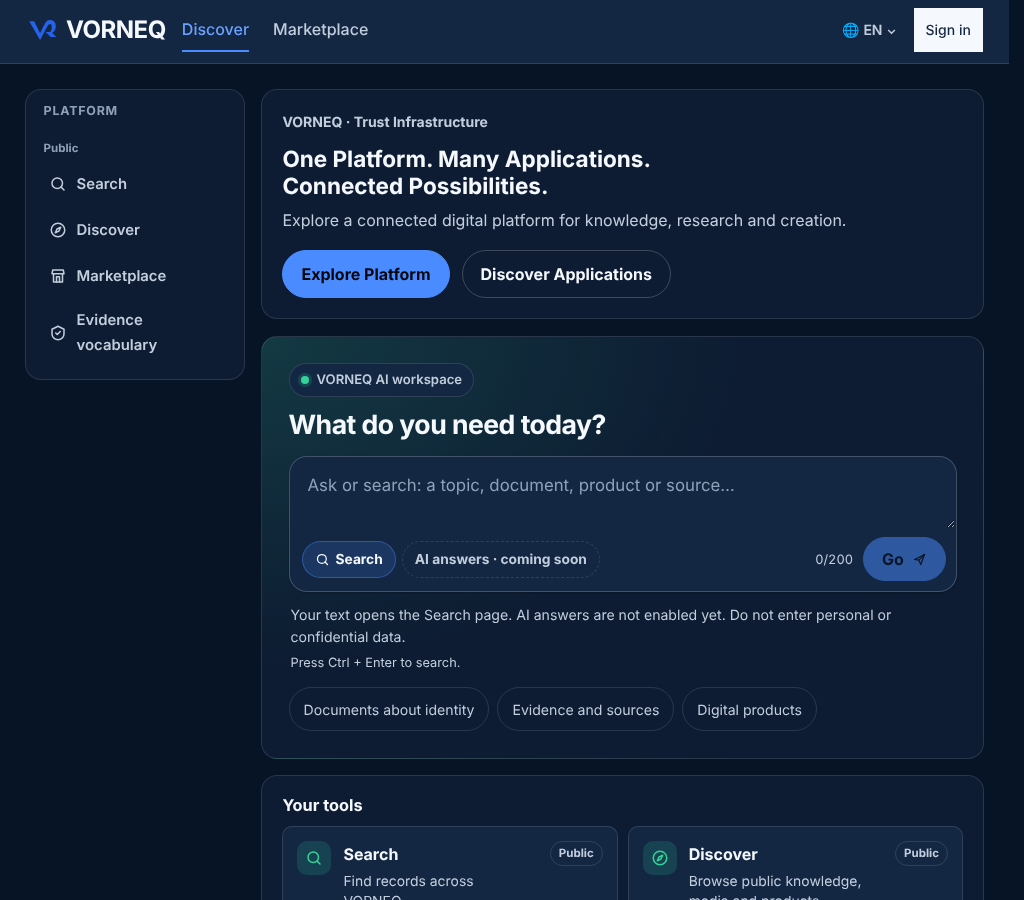 VORNEQ
Discover
Marketplace
EN
Sign in
PLATFORM
Public
Search
Discover
Marketplace
Evidence
vocabulary
VORNEQ · Trust Infrastructure
One Platform. Many Applications.
Connected Possibilities.
Explore a connected digital platform for knowledge, research and creation.
Explore Platform
Discover Applications
VORNEQ AI workspace
What do you need today?
Ask or search: a topic, document, product or source...
Search
AI answers · coming soon
0/200
Go
Your text opens the Search page. AI answers are not enabled yet. Do not enter personal or
confidential data.
Press Ctrl + Enter to search.
Documents about identity
Evidence and sources
Digital products
Your tools
Search
Public
Find records across
VORNEQ
Discover
Public
Browse public knowledge,
media and products